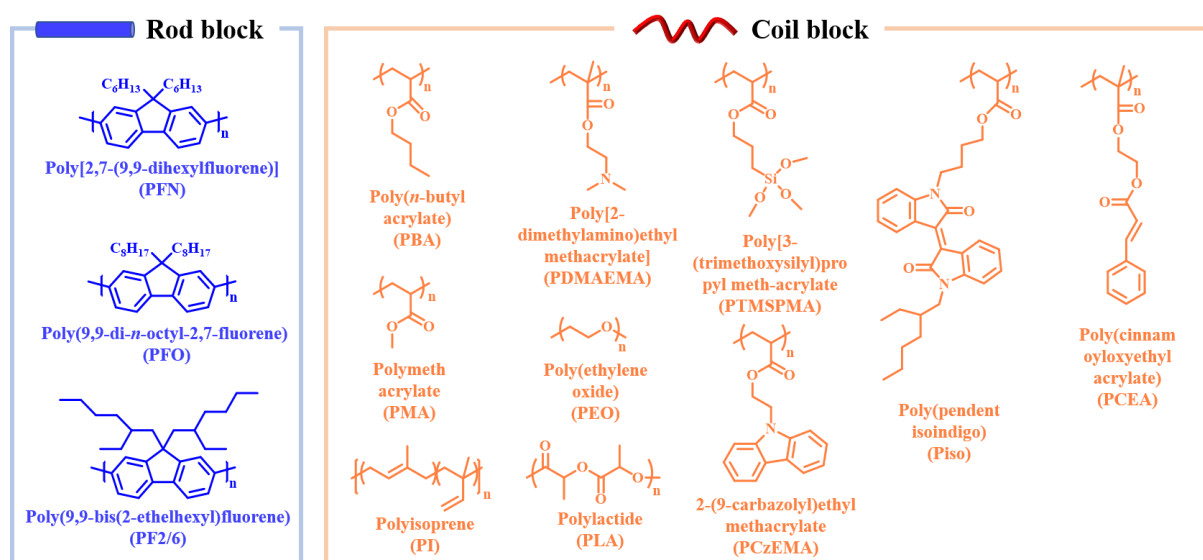 Rod block
C6H13 C6H13
n
Poly[2,7-(9,9-dihexylfluorene)]
(PFN)
C8H17 C8H17
n
Poly(9,9-di-n-octyl-2,7-fluorene)
(PFO)
n
Poly(9,9-bis(2-ethelhexyl)fluorene)
(PF2/6)
Coil block
n
O
O
Poly(n-butyl
acrylate)
(PBA)
n
O
O
N
Poly[2-
dimethylamino)ethyl
methacrylate]
(PDMAEMA)
n
O
O
Si
O
O
O
Poly[3-
(trimethoxysilyl)pro
pyl meth-acrylate)
(PTMSPMA)
n
O
O
N
O
O
N
Poly(pendent
isoindigo)
(Piso)
n
O
O
O
O
Poly(cinnam
oyloxyethyl
acrylate)
(PCEA)
n
O
O
Polymeth
acrylate
(PMA)
O
n
Poly(ethylene
oxide)
(PEO)
n
O
O
N
2-(9-carbazolyl)ethyl
methacrylate
(PCzEMA)
n
Polyisoprene
(PI)
O
O
O
O
n
Polylactide
(PLA)